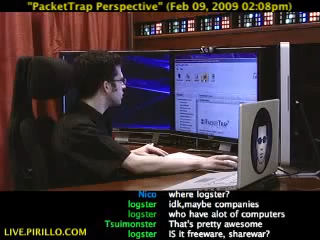 "PacketTrap Perspective" (Feb 09, 2009 02:08pm)
PacketTrap
Nico where logster?
logster idk,maybe companies
logster who have alot of computers
Tsuimonster That's pretty awesome
LIVE.PIRILLO.COM logster IS it freeware, sharewar?